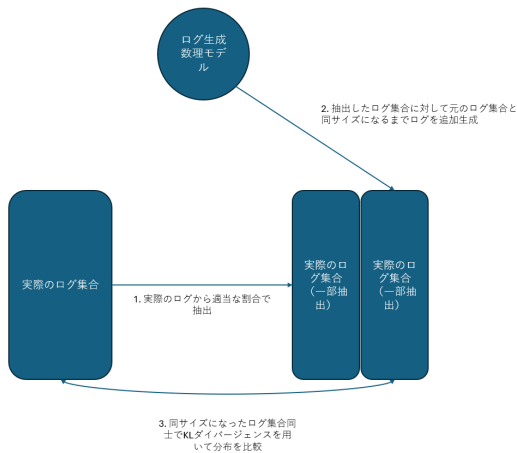 ログ生成
数理モデ
ル
2. 抽出したログ集合に対して元のログ集合と
同サイズになるまでログを追加生成
実際のログ集合
1. 実際のログから適当な割合で
抽出
実際のロ
グ集合
（一部抽
出）
実際のロ
グ集合
（一部抽
出）
3. 同サイズになったログ集合同
士でKLダイバージェンスを用
いて分布を比較